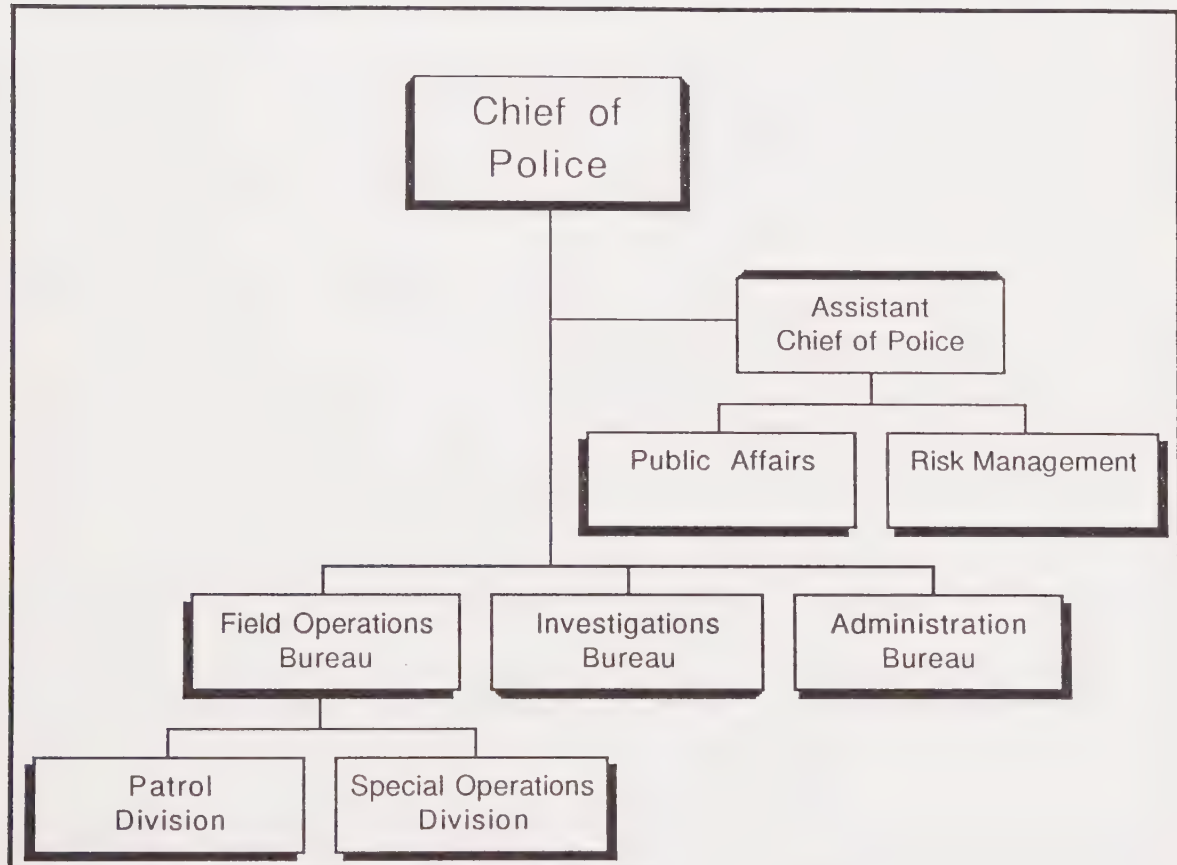 Chief of
Police
Assistant
Chief of Police
Public Affairs
Risk Management
Field Operations
Bureau
Investigations
Bureau
Administration
Bureau
Patrol
Division
Special Operations
Division